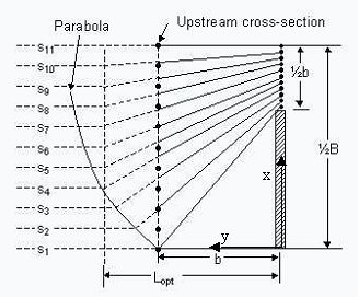 Parabola
Upstream cross-section
S11
S10
S9
S8
S7
S6
S5
S4
S3
S2
S1
½b
½B
x
y
b
Lopt